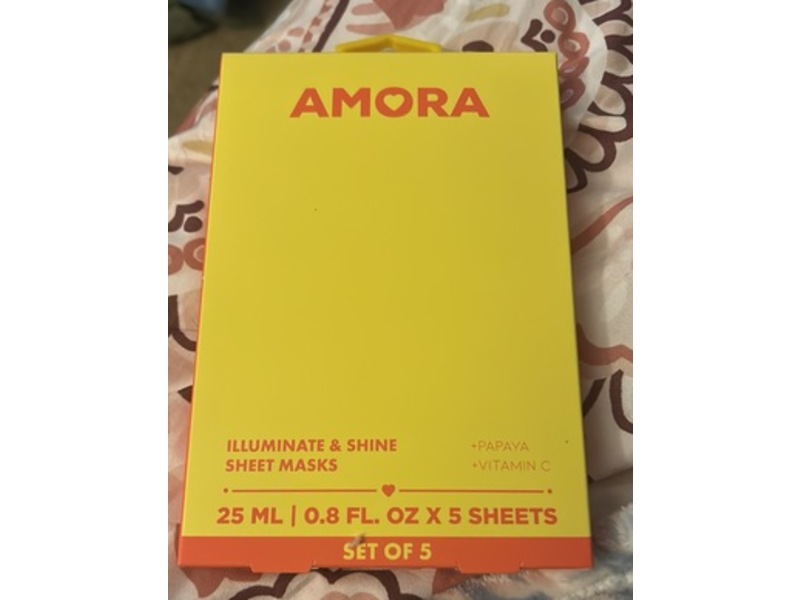 AMORA
ILLUMINATE & SHINE
SHEET MASKS
+PAPAYA
+VITAMIN C
25 ML | 0.8 FL. OZ X 5 SHEETS
SET OF 5